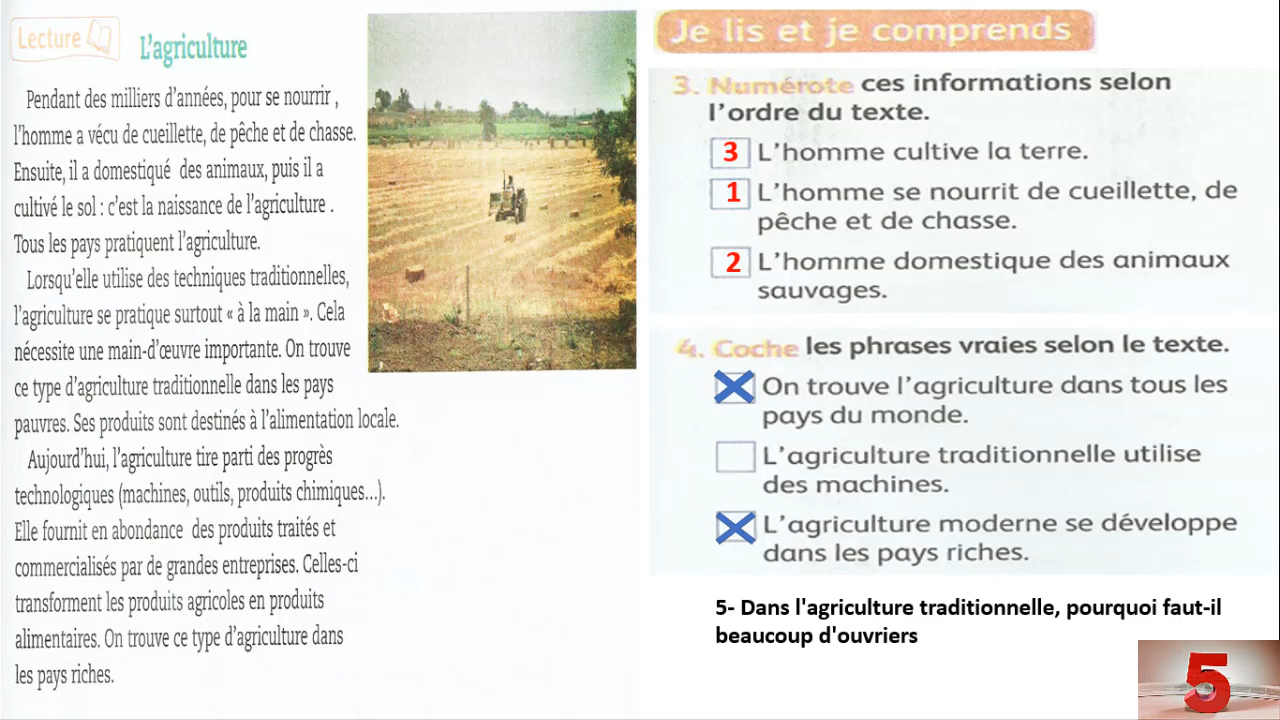 Lecture
L'agriculture
Pendant des milliers d'années, pour se nourrir ,
l'homme a vécu de cueillette, de pêche et de chasse.
Ensuite, il a domestiqué des animaux, puis il a
cultivé le sol : c'est la naissance de l'agriculture .
Tous les pays pratiquent l'agriculture.
Lorsqu'elle utilise des techniques traditionnelles,
l'agriculture se pratique surtout « à la main ». Cela
nécessite une main-d'œuvre importante. On trouve
ce type d'agriculture traditionnelle dans les pays
pauvres. Ses produits sont destinés à l'alimentation locale.
Aujourd'hui, l'agriculture tire parti des progrès
technologiques (machines, outils, produits chimiques...).
Elle fournit en abondance des produits traités et
commercialisés par de grandes entreprises. Celles-ci
transforment les produits agricoles en produits
alimentaires. On trouve ce type d'agriculture dans
les pays riches.
Je lis et je comprends
3. Numérote ces informations selon
l'ordre du texte.
3 L'homme cultive la terre.
1 L'homme se nourrit de cueillette, de
pêche et de chasse.
2 L'homme domestique des animaux
sauvages.
4. Coche les phrases vraies selon le texte.
On trouve l'agriculture dans tous les
pays du monde.
L'agriculture traditionnelle utilise
des machines.
L'agriculture moderne se développe
dans les pays riches.
5- Dans l'agriculture traditionnelle, pourquoi faut-il
beaucoup d'ouvriers
5